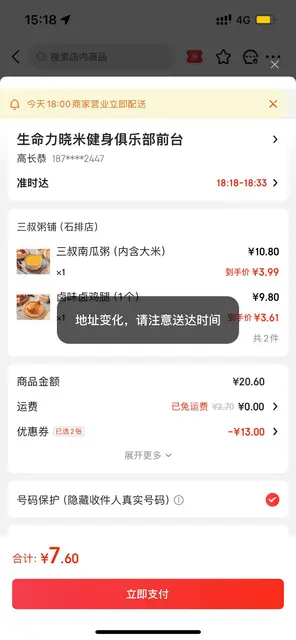 15:18
4G
搜索店内商品
今天18:00商家营业立即配送
生命力晓米健身俱乐部前台
高长恭 187****2447
准时达 18:18-18:33
三叔粥铺 (石排店)
三叔南瓜粥 (内含大米) ¥10.80
×1 到手价 ¥3.99
卤味卤鸡腿 (1个) ¥9.80
×1 到手价 ¥3.61
地址变化，请注意送达时间
共2件
商品金额 ¥20.60
运费 已免运费 ¥2.70 ¥0.00
优惠券 已选2张 -¥13.00
展开更多
号码保护 (隐藏收件人真实号码)
合计: ¥7.60
立即支付